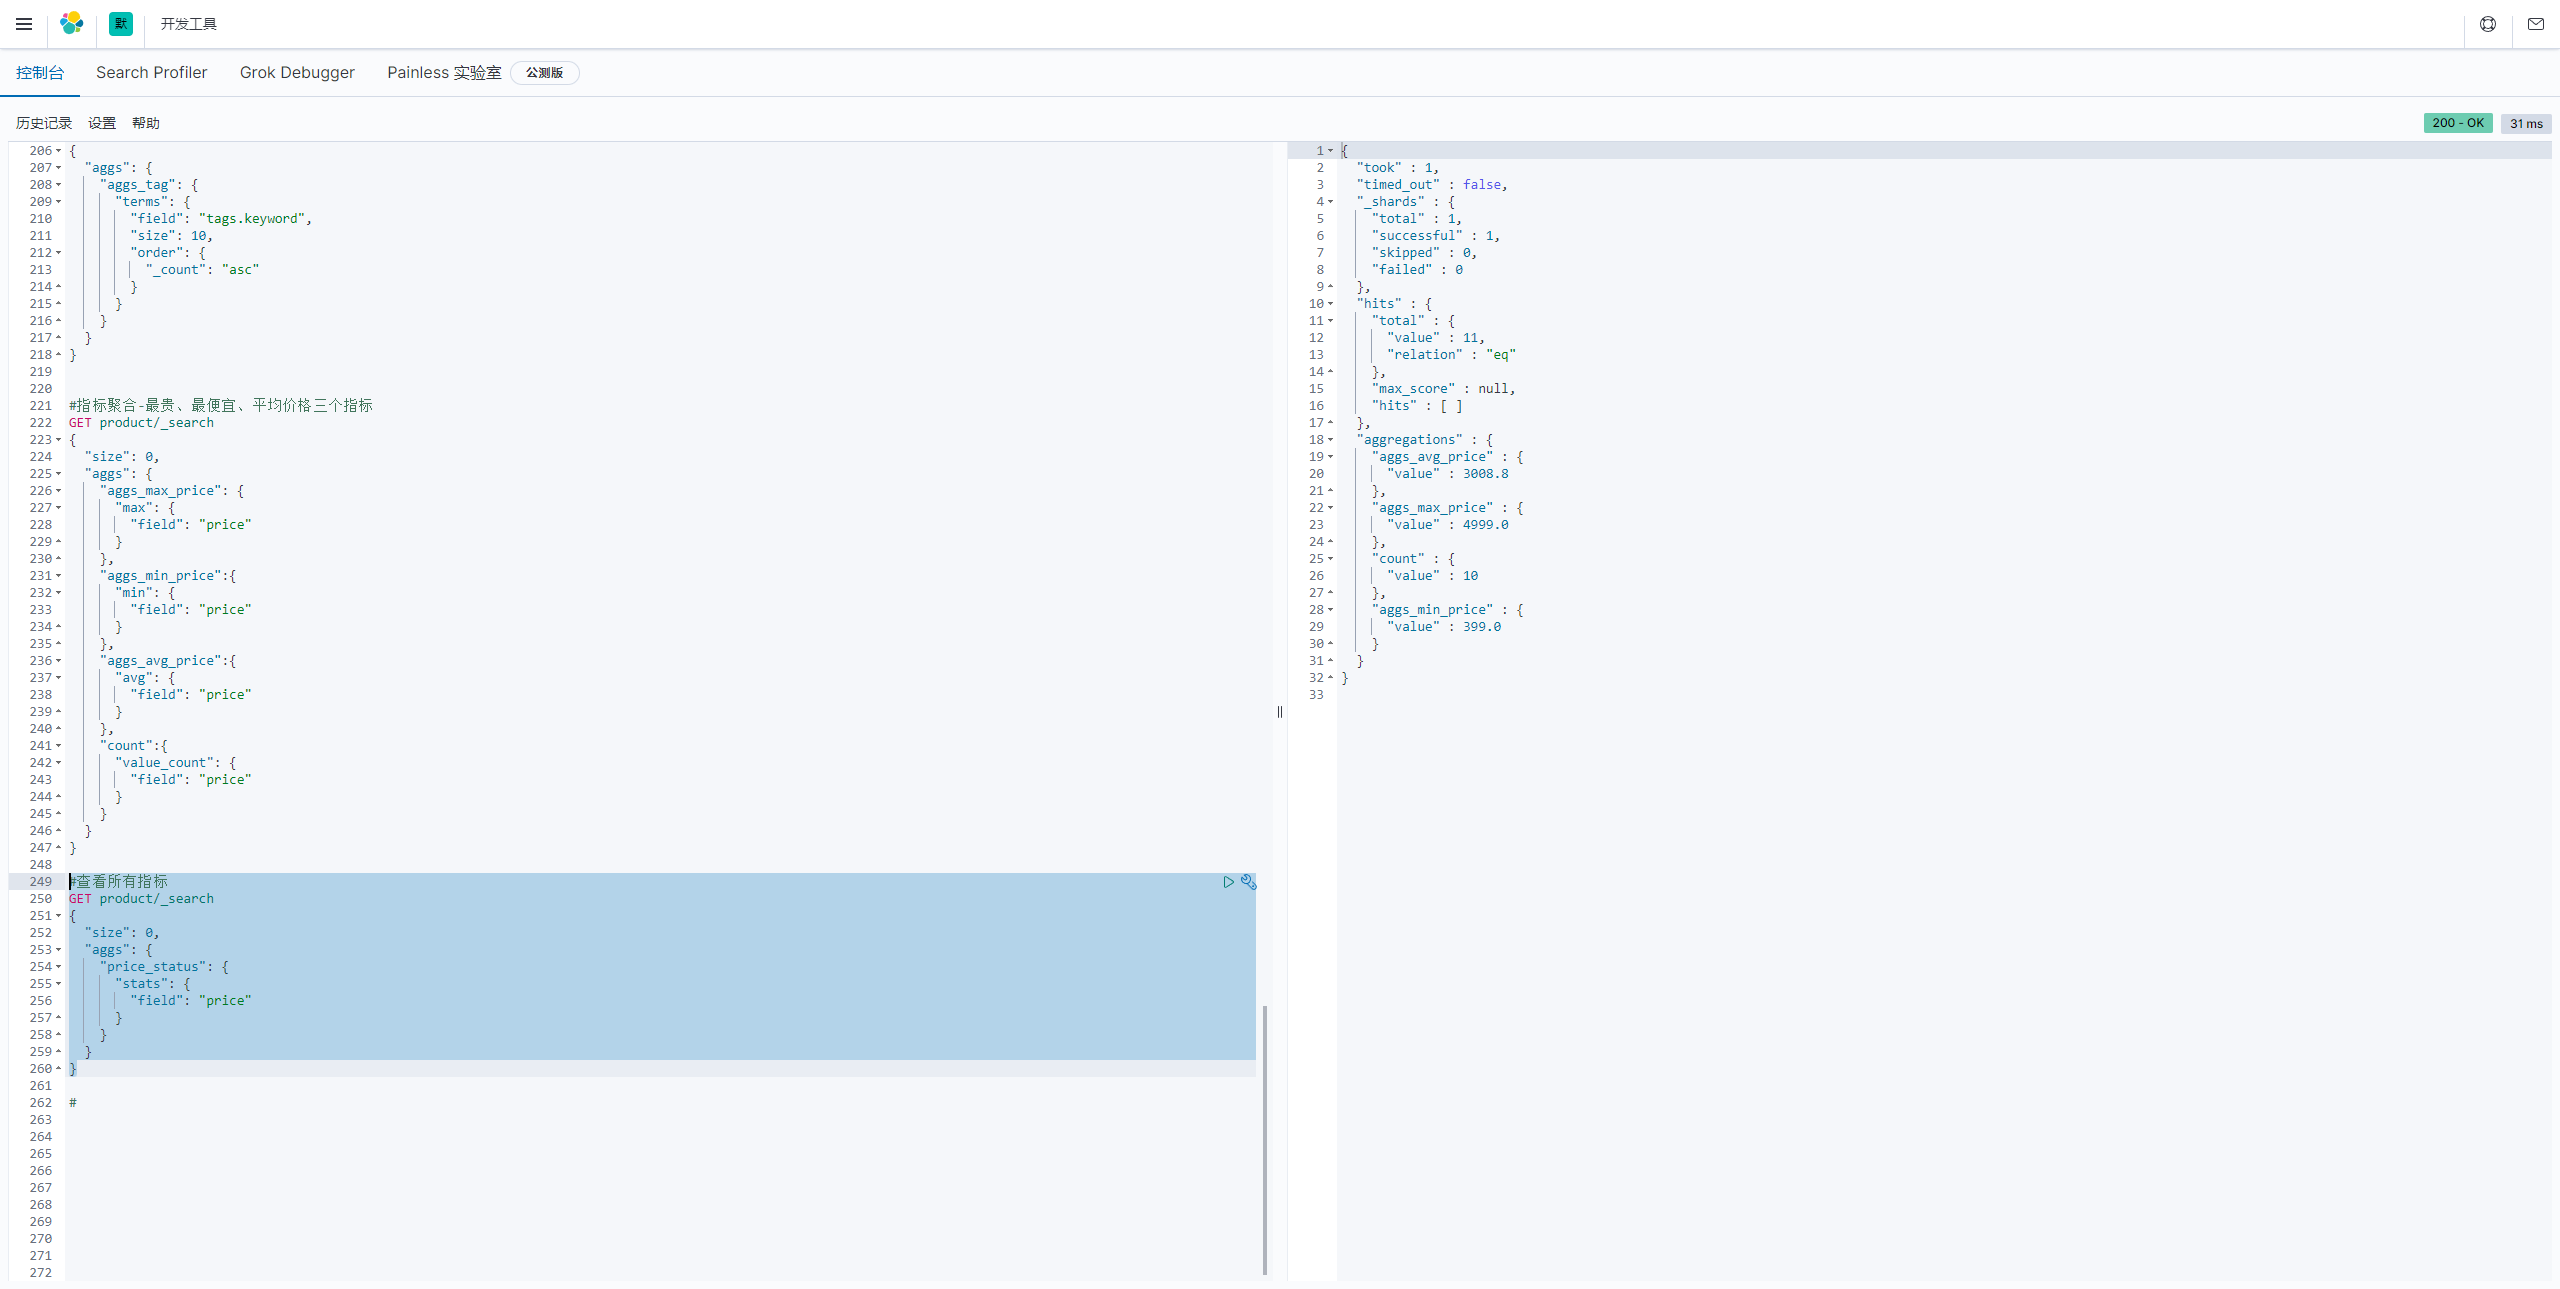 默
开发工具
控制台
Search Profiler
Grok Debugger
Painless 实验室
公测版
历史记录
设置
帮助
200 - OK
31 ms
206 {
207 "aggs": {
208 "aggs_tag": {
209 "terms": {
210 "field": "tags.keyword",
211 "size": 10,
212 "order": {
213 "_count": "asc"
214 }
215 }
216 }
217 }
218 }
219
220
221 #指标聚合-最贵、最便宜、平均价格三个指标
222 GET product/_search
223 {
224 "size": 0,
225 "aggs": {
226 "aggs_max_price": {
227 "max": {
228 "field": "price"
229 }
230 },
231 "aggs_min_price":{
232 "min": {
233 "field": "price"
234 }
235 },
236 "aggs_avg_price":{
237 "avg": {
238 "field": "price"
239 }
240 },
241 "count":{
242 "value_count": {
243 "field": "price"
244 }
245 }
246 }
247 }
248
249 #查看所有指标
250 GET product/_search
251 {
252 "size": 0,
253 "aggs": {
254 "price_status": {
255 "stats": {
256 "field": "price"
257 }
258 }
259 }
260 }
261
262 #
263
264
265
266
267
268
269
270
271
272
1 {
2 "took" : 1,
3 "timed_out" : false,
4 "_shards" : {
5 "total" : 1,
6 "successful" : 1,
7 "skipped" : 0,
8 "failed" : 0
9 },
10 "hits" : {
11 "total" : {
12 "value" : 11,
13 "relation" : "eq"
14 },
15 "max_score" : null,
16 "hits" : [ ]
17 },
18 "aggregations" : {
19 "aggs_avg_price" : {
20 "value" : 3008.8
21 },
22 "aggs_max_price" : {
23 "value" : 4999.0
24 },
25 "count" : {
26 "value" : 10
27 },
28 "aggs_min_price" : {
29 "value" : 399.0
30 }
31 }
32 }
33